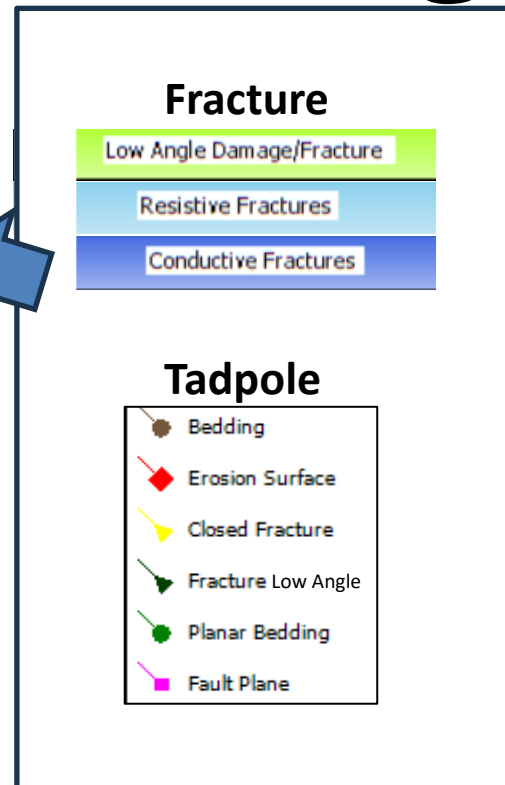 Fracture
Low Angle Damage/Fracture
Resistive Fractures
Conductive Fractures
Tadpole
Bedding
Erosion Surface
Closed Fracture
Fracture Low Angle
Planar Bedding
Fault Plane